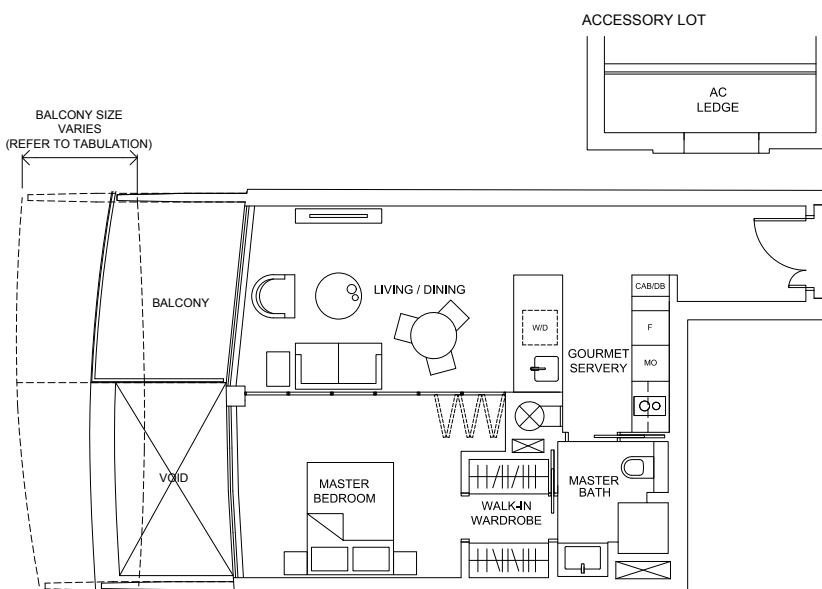 ACCESSORY LOT
AC
LEDGE
BALCONY SIZE
VARIES
(REFER TO TABULATION)
BALCONY
LIVING / DINING
CAB/DB
W/D
F
GOURMET
SERVERY
MO
VOID
MASTER
BEDROOM
WALK-IN
WARDROBE
MASTER
BATH